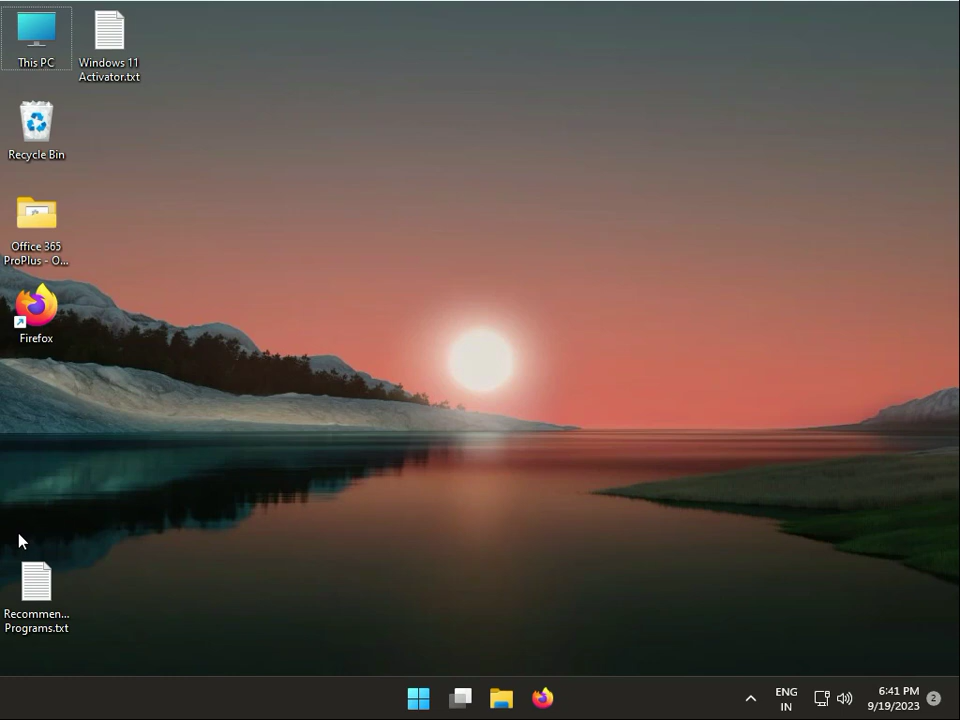 This PC
Windows 11
Activator.txt
Recycle Bin
Office 365
ProPlus - O...
Firefox
Recommen...
Programs.txt
ENG
IN
6:41 PM
9/19/2023
2